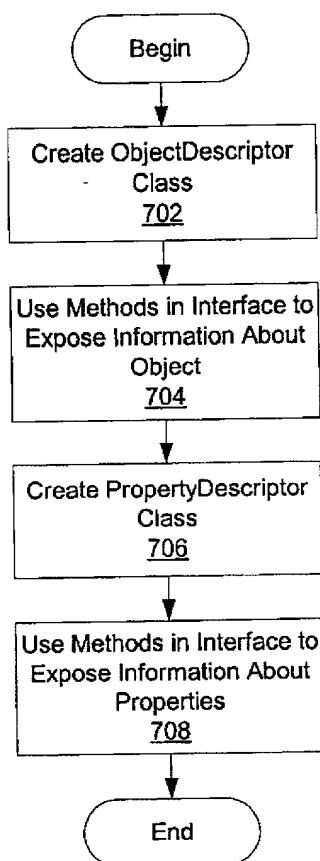 Begin
Create ObjectDescriptor
Class
702
Use Methods in Interface to
Expose Information About
Object
704
Create PropertyDescriptor
Class
706
Use Methods in Interface to
Expose Information About
Properties
708
End